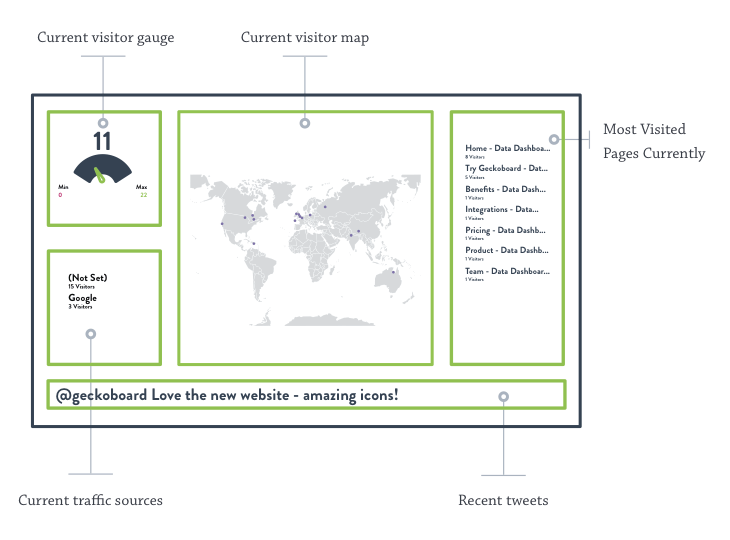 Current visitor gauge
Current visitor map
11
Min
Max
0
22
Home - Data Dashboa...
8 Visitors
Try Geckoboard - Dat...
5 Visitors
Benefits - Data Dash...
1 Visitors
Integrations - Data...
1 Visitors
Pricing - Data Dashb...
1 Visitors
Product - Data Dashb...
1 Visitors
Team - Data Dashboar...
1 Visitors
Most Visited
Pages Currently
(Not Set)
15 Visitors
Google
3 Visitors
@geckoboard Love the new website - amazing icons!
Current traffic sources
Recent tweets